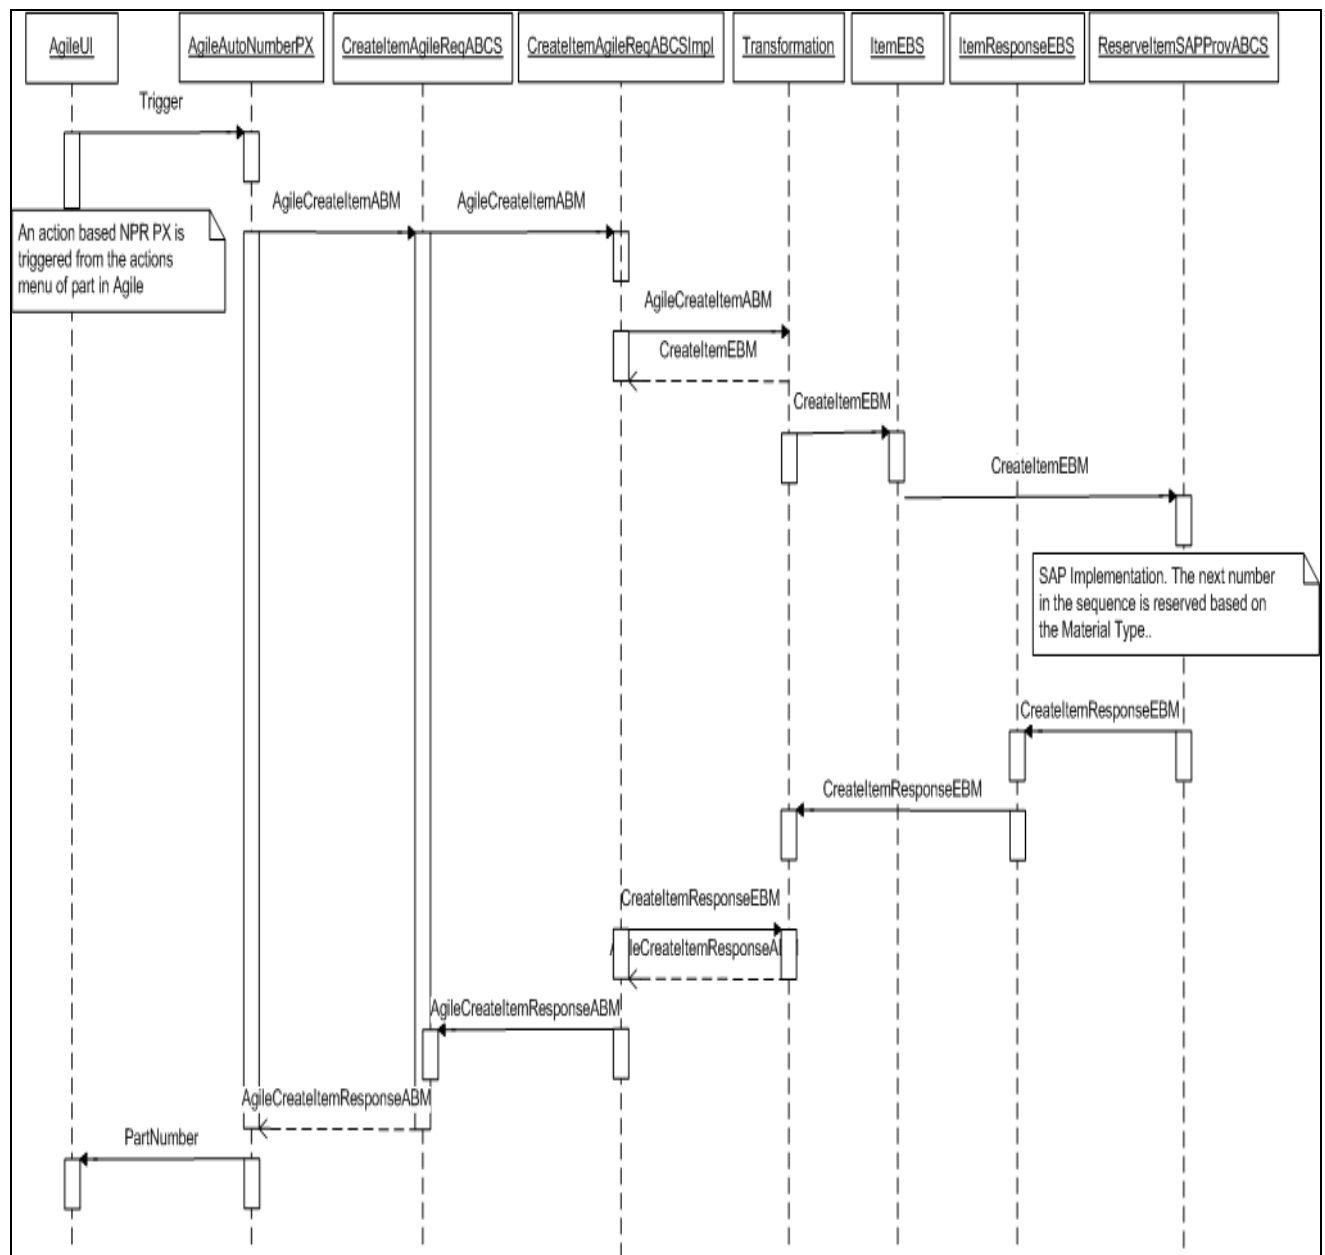 AgileUI
AgileAutoNumberPX
CreateItemAgileReqABCS
CreateItemAgileReqABCSImpl
Transformation
ItemEBS
ItemResponseEBS
ReserveItemSAPProvABCS
Trigger
AgileCreateItemABM
AgileCreateItemABM
An action based NPR PX is
triggered from the actions
menu of part in Agile
AgileCreateItemABM
CreateItemEBM
CreateItemEBM
CreateItemEBM
SAP Implementation. The next number
in the sequence is reserved based on
the Material Type..
CreateItemResponseEBM
CreateItemResponseEBM
CreateItemResponseEBM
AgileCreateItemResponseABM
AgileCreateItemResponseABM
PartNumber